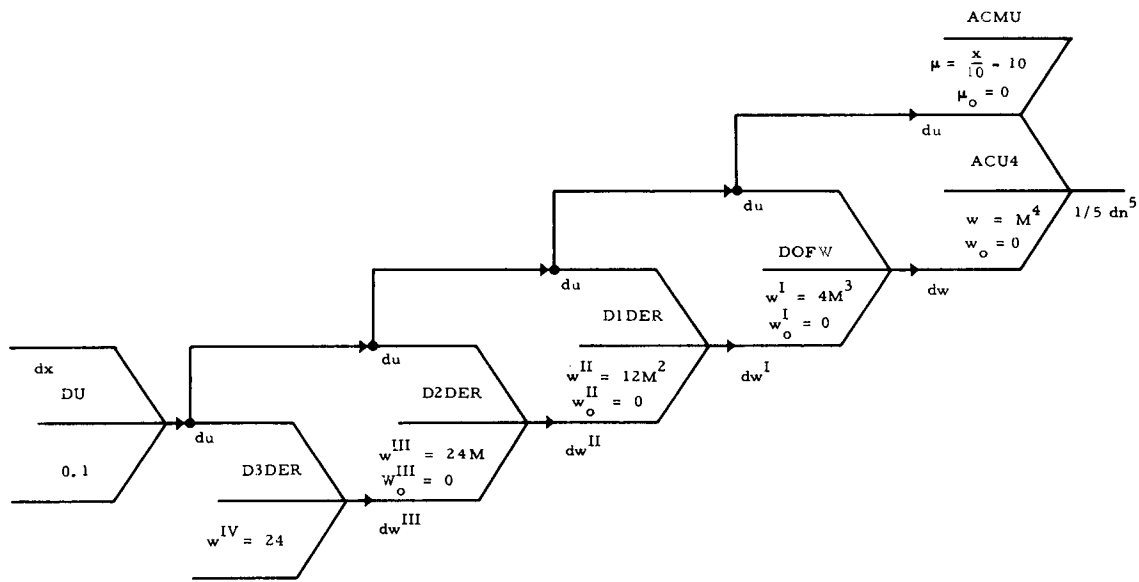 ACMU
μ = x/10 - 10
μ_o = 0
du
ACU4
w = M^4
w_o = 0
1/5 dn^5
du
DOFW
w^I = 4M^3
w_o^I = 0
dw
du
D1DER
w^II = 12M^2
w_o^II = 0
dw^I
du
D2DER
w^III = 24M
W_o^III = 0
dw^II
dx
DU
0.1
du
D3DER
w^IV = 24
dw^III